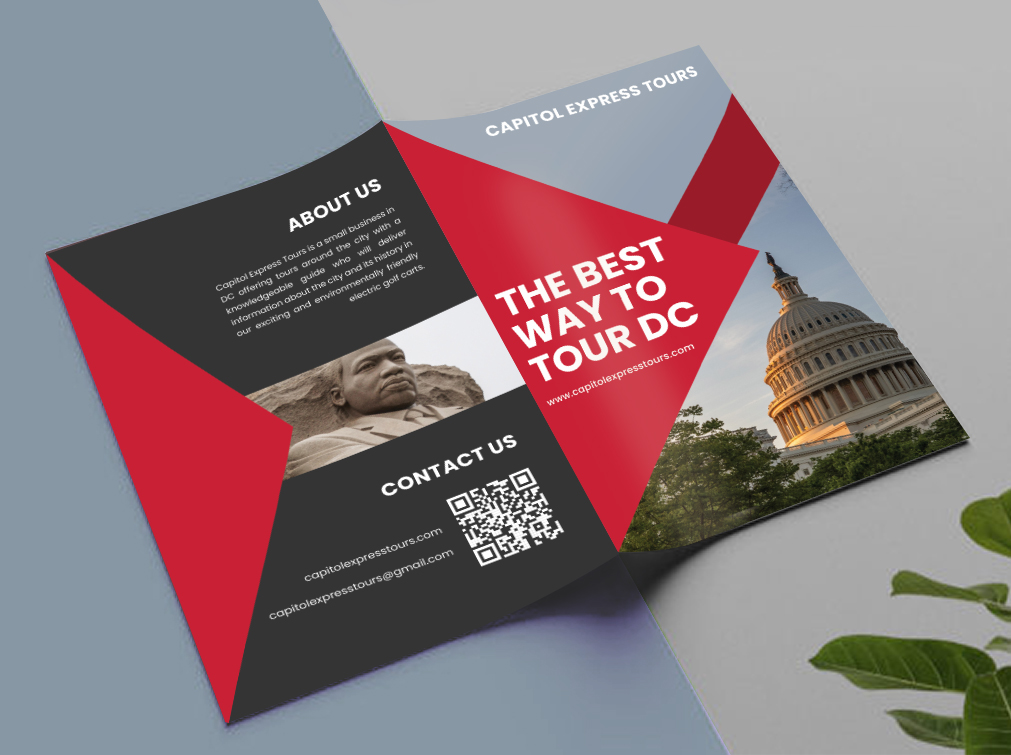 ABOUT US
Capitol Express Tours is a small business in
DC offering tours around the city with a
knowledgeable guide who will deliver
information about the city and its history in
our exciting and environmentally friendly
electric golf carts.
CONTACT US
capitolexpresstours.com
capitolexpresstours@gmail.com
CAPITOL EXPRESS TOURS
THE BEST
WAY TO
TOUR DC
www.capitolexpresstours.com